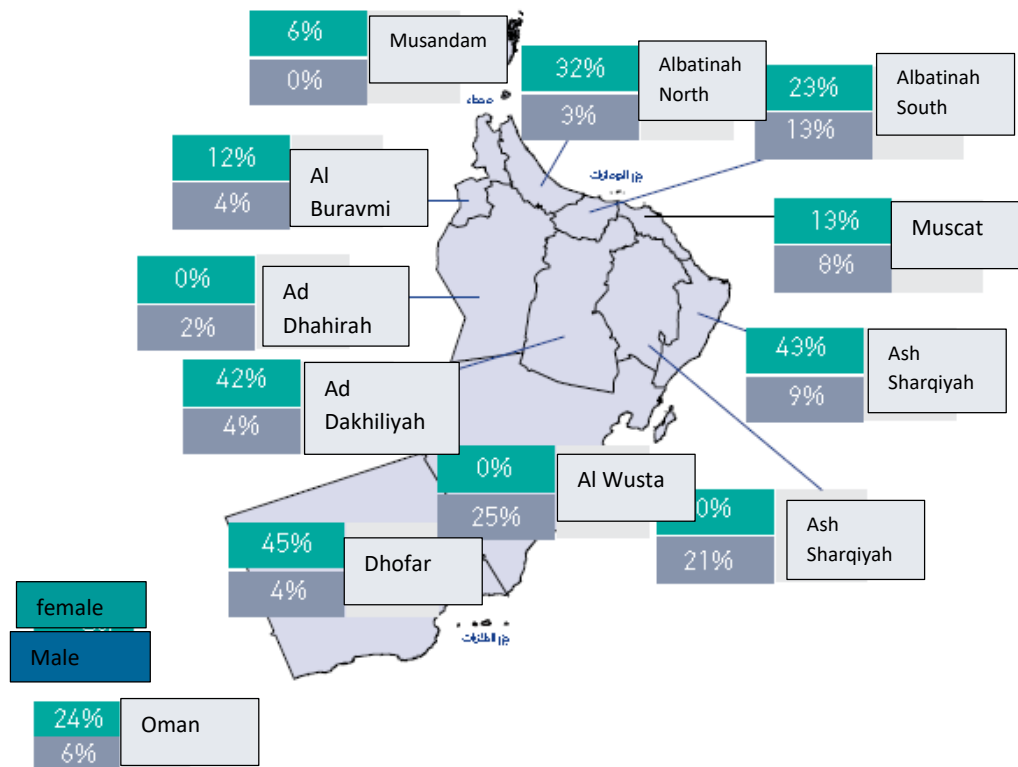 6%
0%
Musandam
32%
3%
Albatinah
North
23%
13%
Albatinah
South
12%
4%
Al
Buravmi
13%
8%
Muscat
0%
2%
Ad
Dhahirah
42%
4%
Ad
Dakhiliyah
43%
9%
Ash
Sharqiyah
0%
25%
Al Wusta
0%
21%
Ash
Sharqiyah
45%
4%
Dhofar
female
Male
24%
6%
Oman